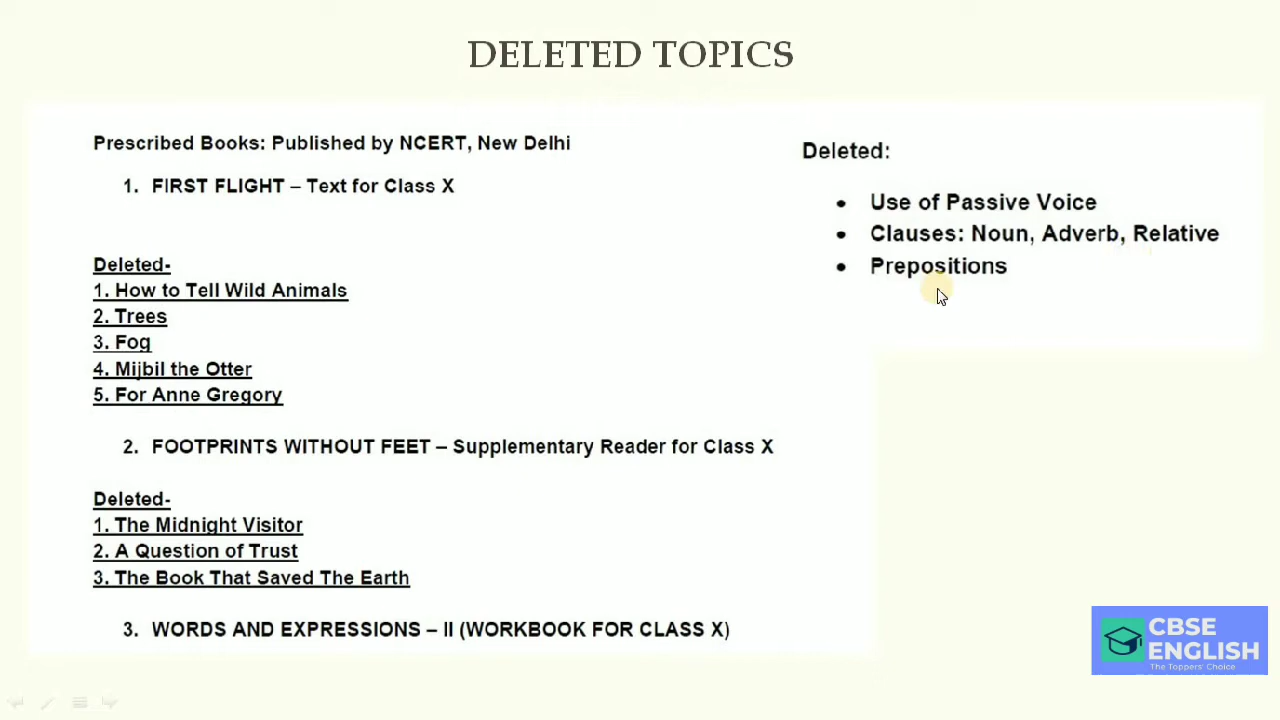 DELETED TOPICS
Prescribed Books: Published by NCERT, New Delhi
1. FIRST FLIGHT – Text for Class X
Deleted-
1. How to Tell Wild Animals
2. Trees
3. Fog
4. Mijbil the Otter
5. For Anne Gregory
2. FOOTPRINTS WITHOUT FEET – Supplementary Reader for Class X
Deleted-
1. The Midnight Visitor
2. A Question of Trust
3. The Book That Saved The Earth
3. WORDS AND EXPRESSIONS – II (WORKBOOK FOR CLASS X)
Deleted:
• Use of Passive Voice
• Clauses: Noun, Adverb, Relative
• Prepositions
CBSE
ENGLISH
The Toppers' Choice